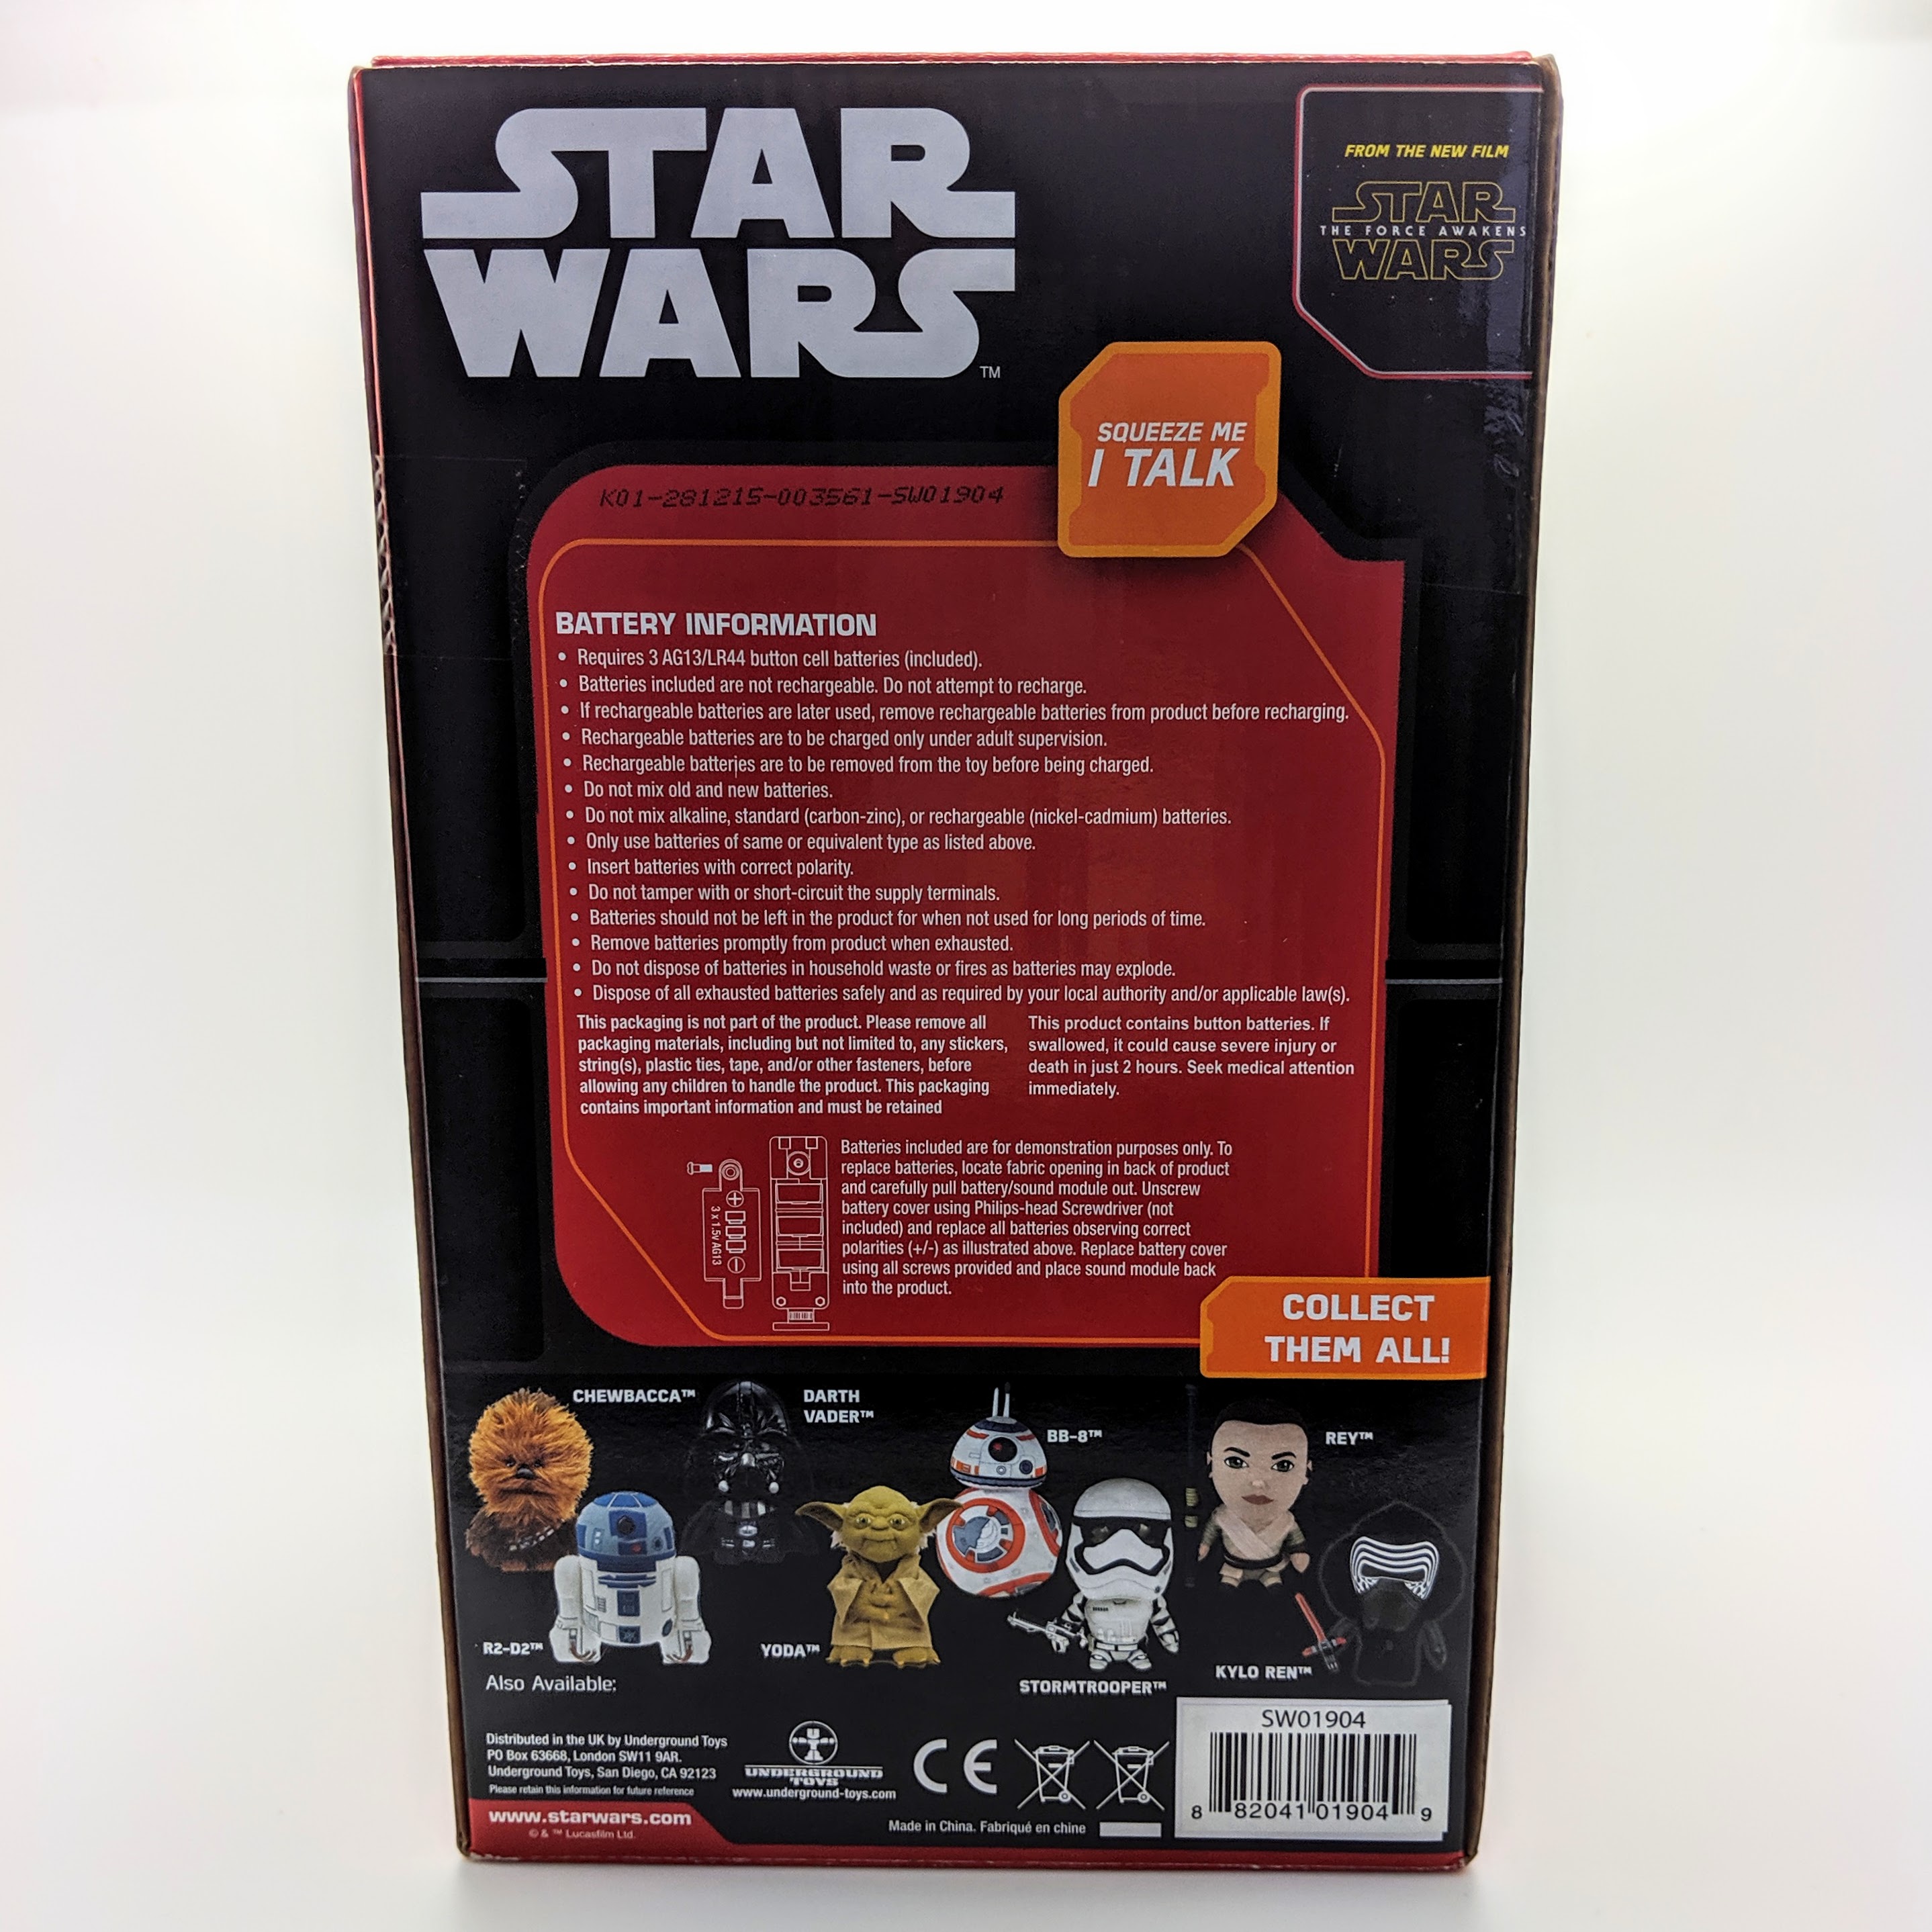 STAR
WARS
TM
FROM THE NEW FILM
STAR
THE FORCE AWAKENS
WARS
SQUEEZE ME
I TALK
K01-281215-003561-SW01904
BATTERY INFORMATION
• Requires 3 AG13/LR44 button cell batteries (included).
• Batteries included are not rechargeable. Do not attempt to recharge.
• If rechargeable batteries are later used, remove rechargeable batteries from product before recharging.
• Rechargeable batteries are to be charged only under adult supervision.
• Rechargeable batteries are to be removed from the toy before being charged.
• Do not mix old and new batteries.
• Do not mix alkaline, standard (carbon-zinc), or rechargeable (nickel-cadmium) batteries.
• Only use batteries of same or equivalent type as listed above.
• Insert batteries with correct polarity.
• Do not tamper with or short-circuit the supply terminals.
• Batteries should not be left in the product for when not used for long periods of time.
• Remove batteries promptly from product when exhausted.
• Do not dispose of batteries in household waste or fires as batteries may explode.
• Dispose of all exhausted batteries safely and as required by your local authority and/or applicable law(s).
This packaging is not part of the product. Please remove all
packaging materials, including but not limited to, any stickers,
string(s), plastic ties, tape, and/or other fasteners, before
allowing any children to handle the product. This packaging
contains important information and must be retained
This product contains button batteries. If
swallowed, it could cause severe injury or
death in just 2 hours. Seek medical attention
immediately.
3 x 1.5v AG13
Batteries included are for demonstration purposes only. To
replace batteries, locate fabric opening in back of product
and carefully pull battery/sound module out. Unscrew
battery cover using Philips-head Screwdriver (not
included) and replace all batteries observing correct
polarities (+/-) as illustrated above. Replace battery cover
using all screws provided and place sound module back
into the product.
COLLECT
THEM ALL!
CHEWBACCA™
DARTH
VADER™
BB-8™
REY™
R2-D2™
YODA™
STORMTROOPER™
KYLO REN™
Also Available:
Distributed in the UK by Underground Toys
PO Box 63668, London SW11 9AR.
Underground Toys, San Diego, CA 92123
Please retain this information for future reference
UNDERGROUND
TOYS
www.underground-toys.com
CE
www.starwars.com
© & ™ Lucasfilm Ltd.
Made in China. Fabriqué en chine
SW01904
8 82041 01904 9